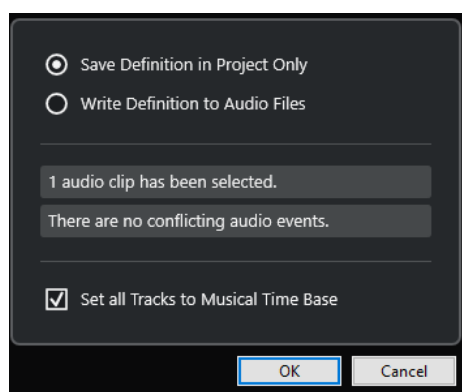 Save Definition in Project Only
Write Definition to Audio Files
1 audio clip has been selected.
There are no conflicting audio events.
Set all Tracks to Musical Time Base
OK
Cancel